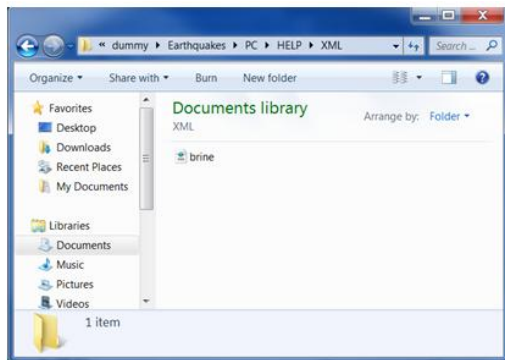 « dummy ▸ Earthquakes ▸ PC ▸ HELP ▸ XML
Search ...
Organize ▾ Share with ▾ Burn New folder
Favorites
Desktop
Downloads
Recent Places
My Documents
Libraries
Documents
Music
Pictures
Videos
Documents library
XML
Arrange by: Folder ▾
brine
1 item